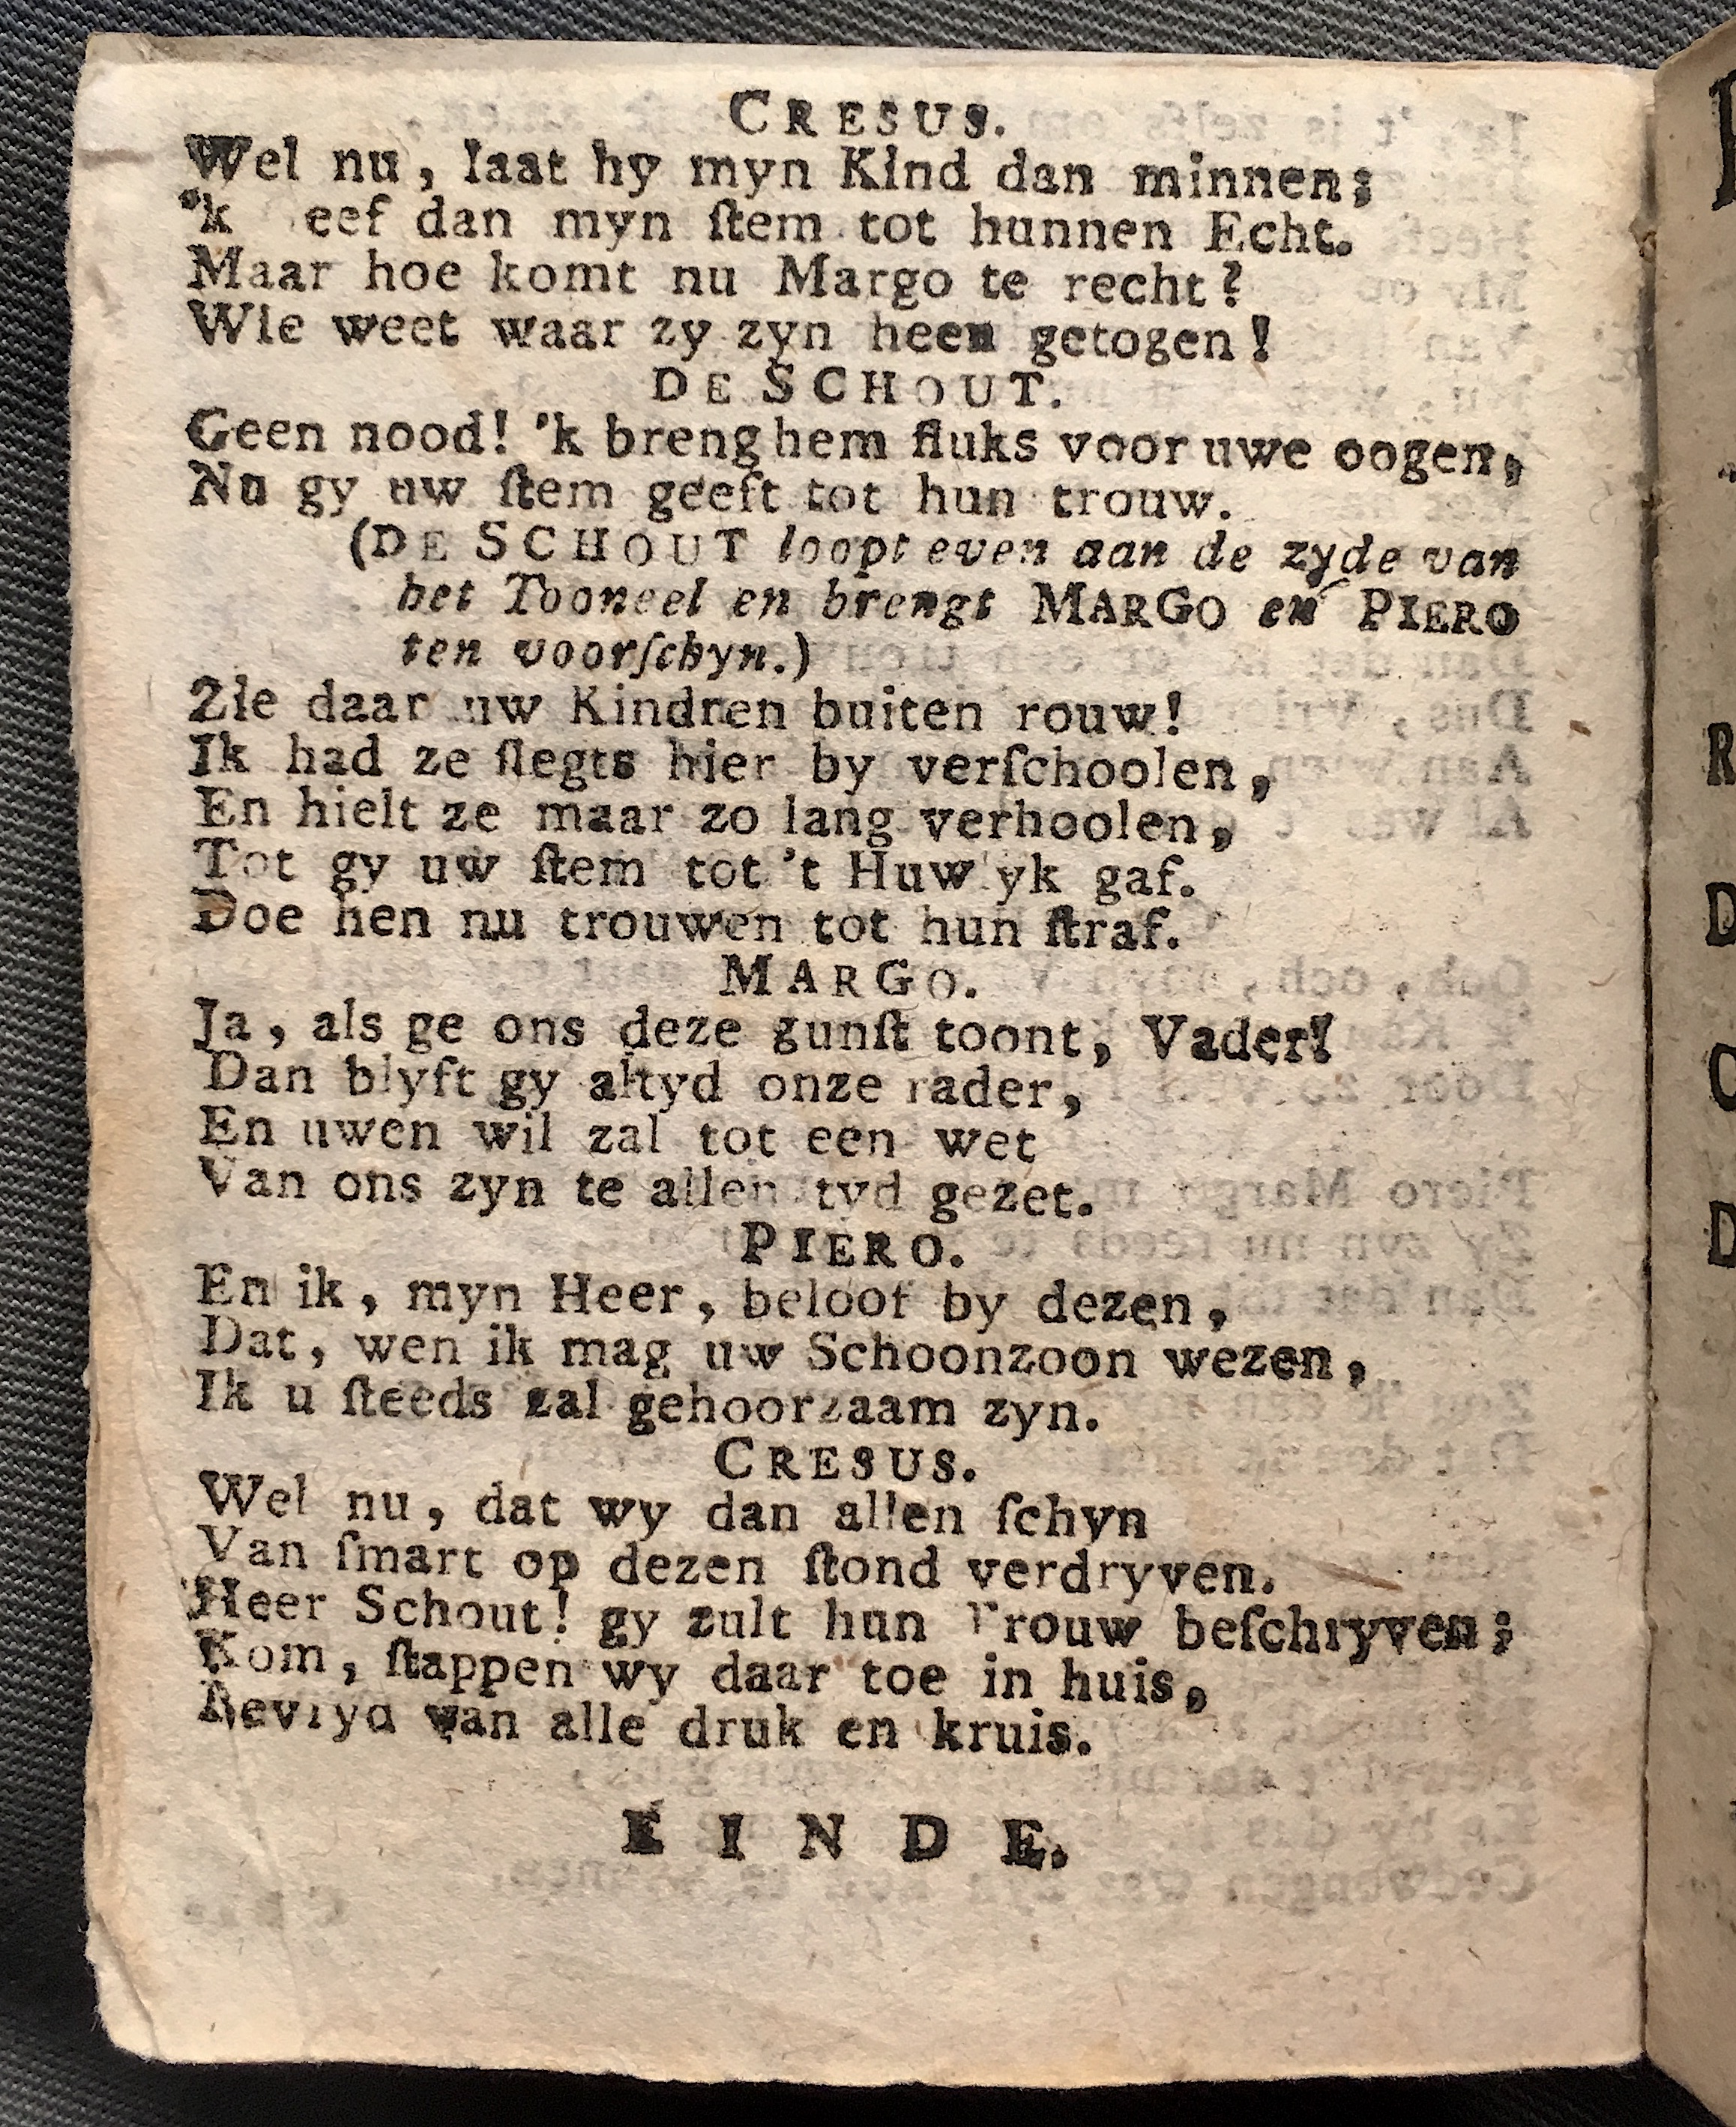 CRESUS.
Wel nu, laat hy myn Kind dan minnen;
'k eef dan myn ſtem tot hunnen Echt.
Maar hoe komt nu Margo te recht?
Wie weet waar zy zyn heen getogen!
DE SCHOUT.
Geen nood! 'k breng hem fluks voor uwe oogen,
Nu gy uw ſtem geeft tot hun trouw.
(DE SCHOUT loopt even aan de zyde van
het Tooneel en brengt MARGO en PIERO
ten voorſchyn.)
Zie daar uw Kindren buiten rouw!
Ik had ze ſlegts hier by verſchoolen,
En hielt ze maar zo lang verhoolen,
Tot gy uw ſtem tot 't Huw yk gaf.
Doe hen nu trouwen tot hun ſtraf.
MARGO.
Ja, als ge ons deze gunſt toont, Vader!
Dan blyft gy altyd onze rader,
En uwen wil zal tot een wet
Van ons zyn te allen tyd gezet.
PIERO.
En ik, myn Heer, beloof by dezen,
Dat, wen ik mag uw Schoonzoon wezen,
Ik u ſteeds zal gehoorzaam zyn.
CRESUS.
Wel nu, dat wy dan allen ſchyn
Van ſmart op dezen ſtond verdryven.
Heer Schout! gy zult hun Trouw beſchryven;
Kom, ſtappen wy daar toe in huis,
Bevryd van alle druk en kruis.
EINDE.
R
D
C
D